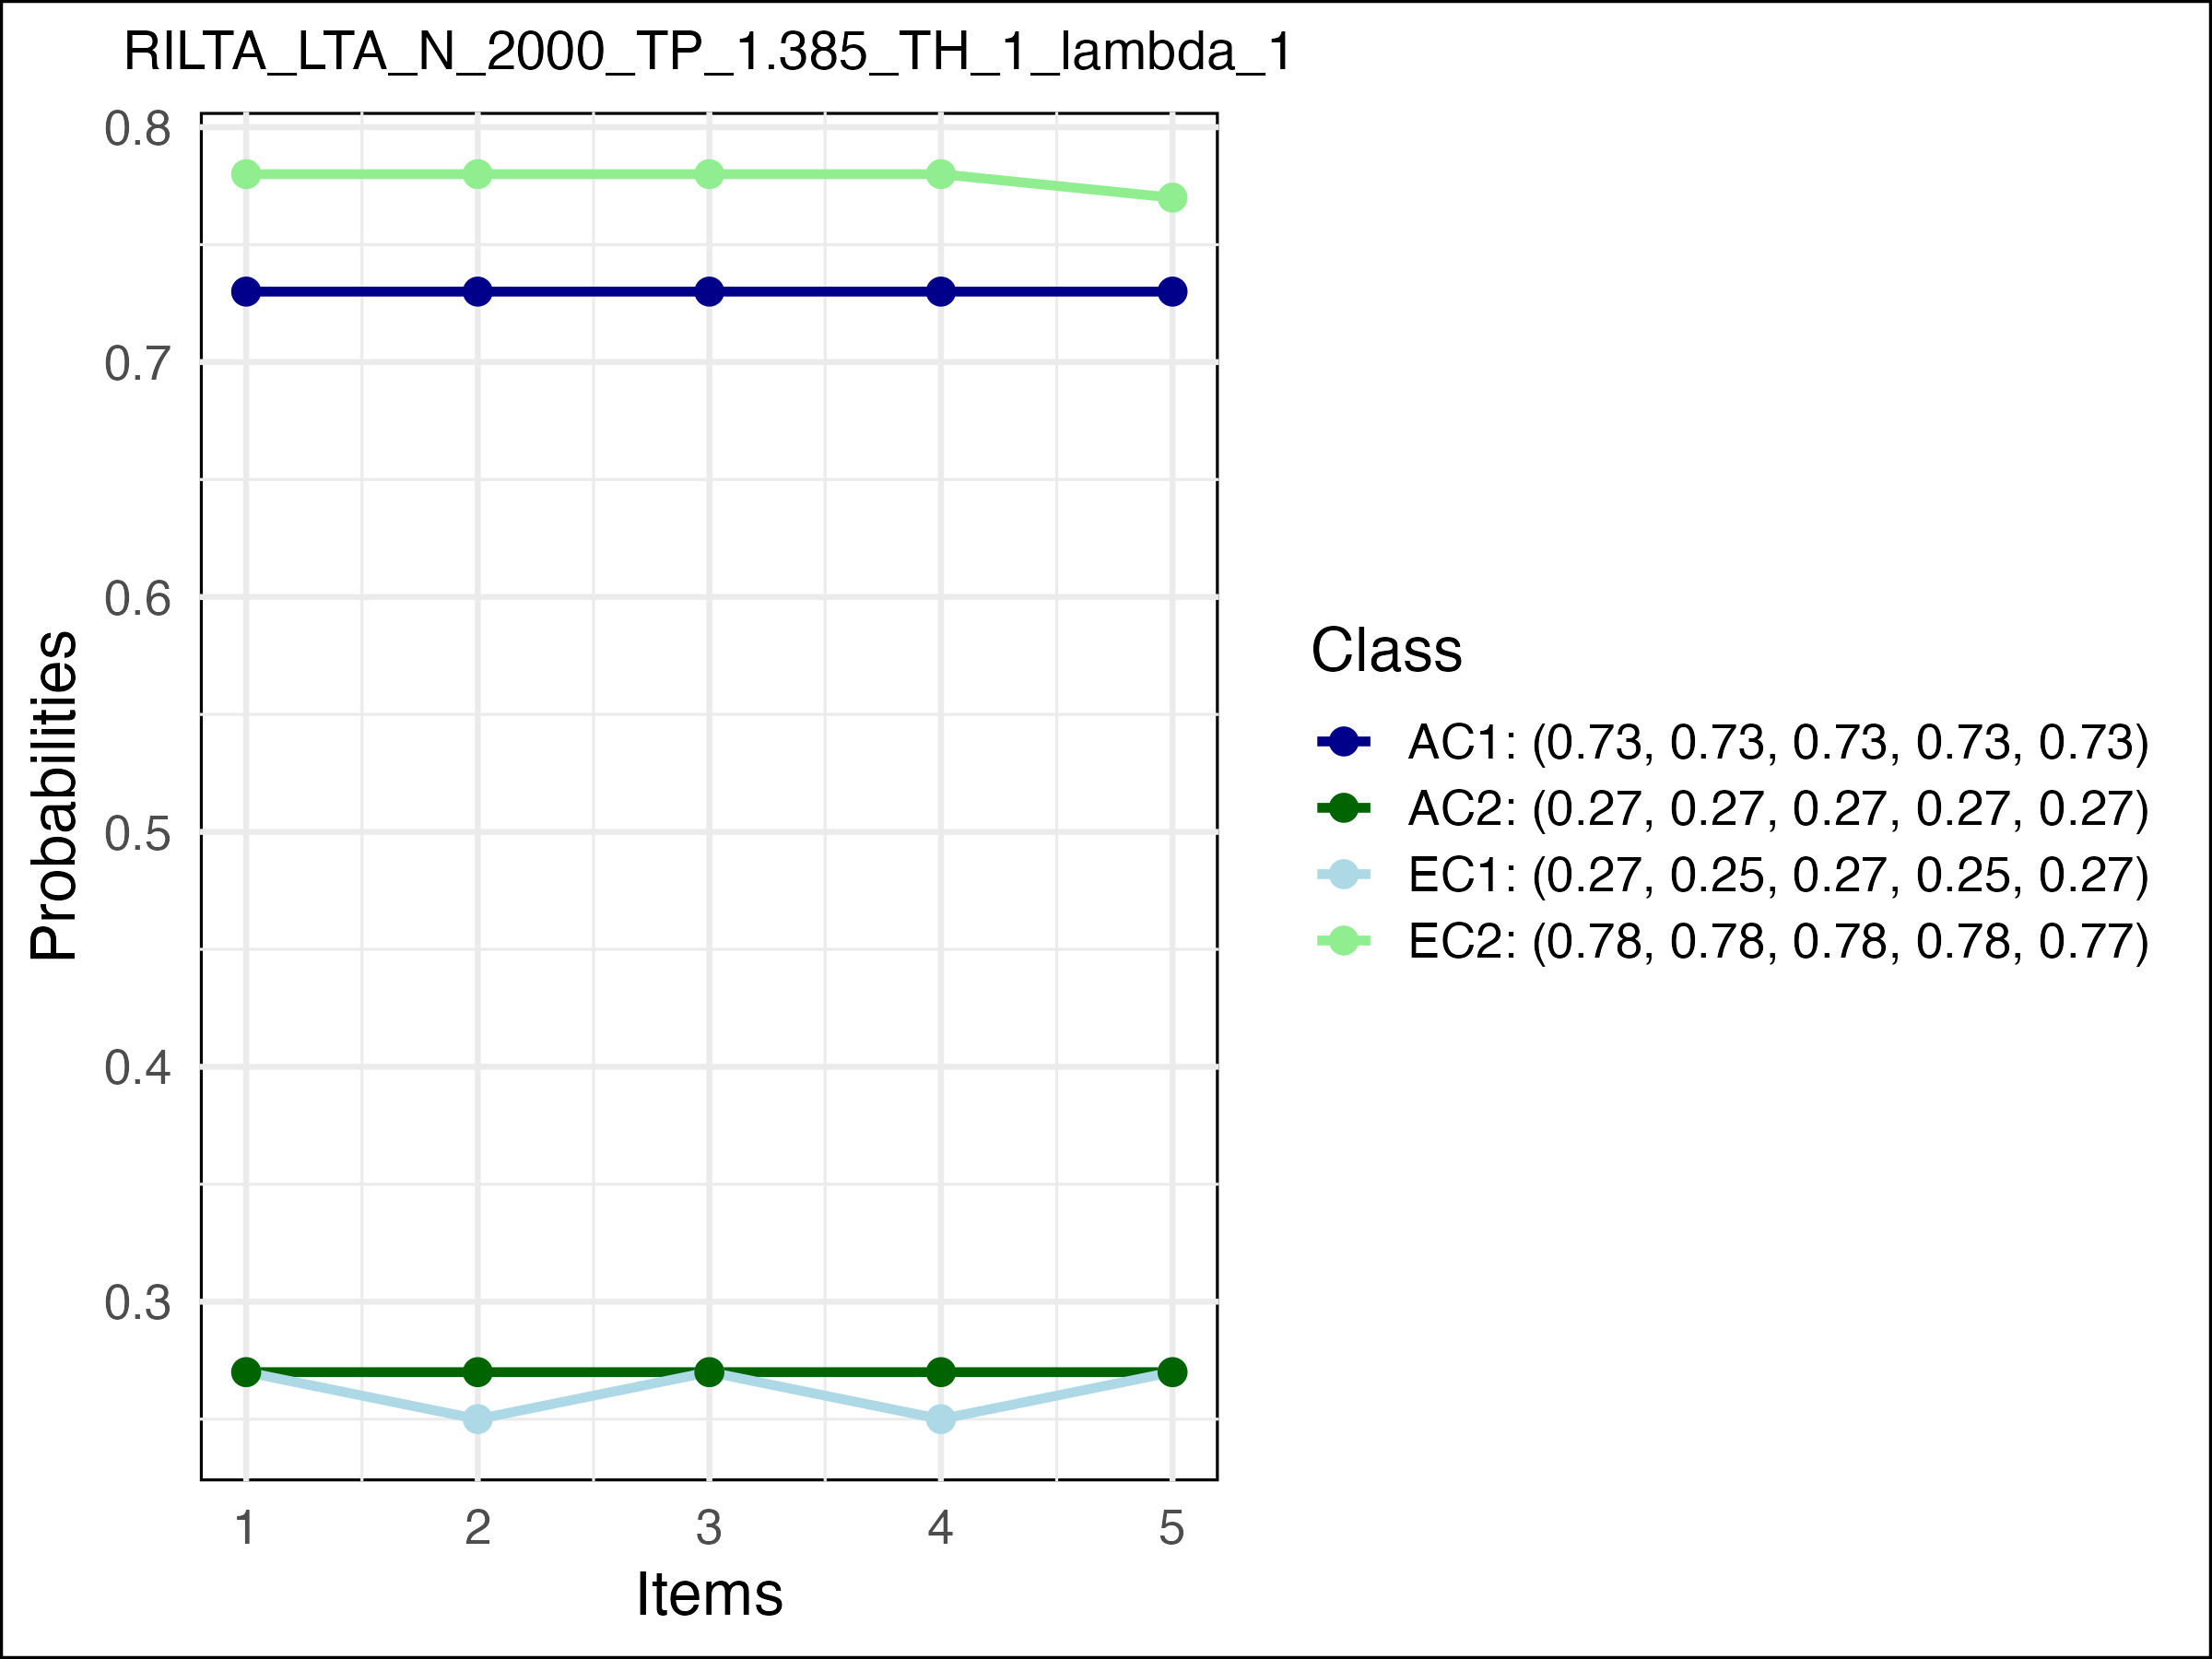 RILTA_LTA_N_2000_TP_1.385_TH_1_lambda_1
0.8
0.7
0.6
0.5
0.4
0.3
Probabilities
1 2 3 4 5
Items
Class
AC1: (0.73, 0.73, 0.73, 0.73, 0.73)
AC2: (0.27, 0.27, 0.27, 0.27, 0.27)
EC1: (0.27, 0.25, 0.27, 0.25, 0.27)
EC2: (0.78, 0.78, 0.78, 0.78, 0.77)